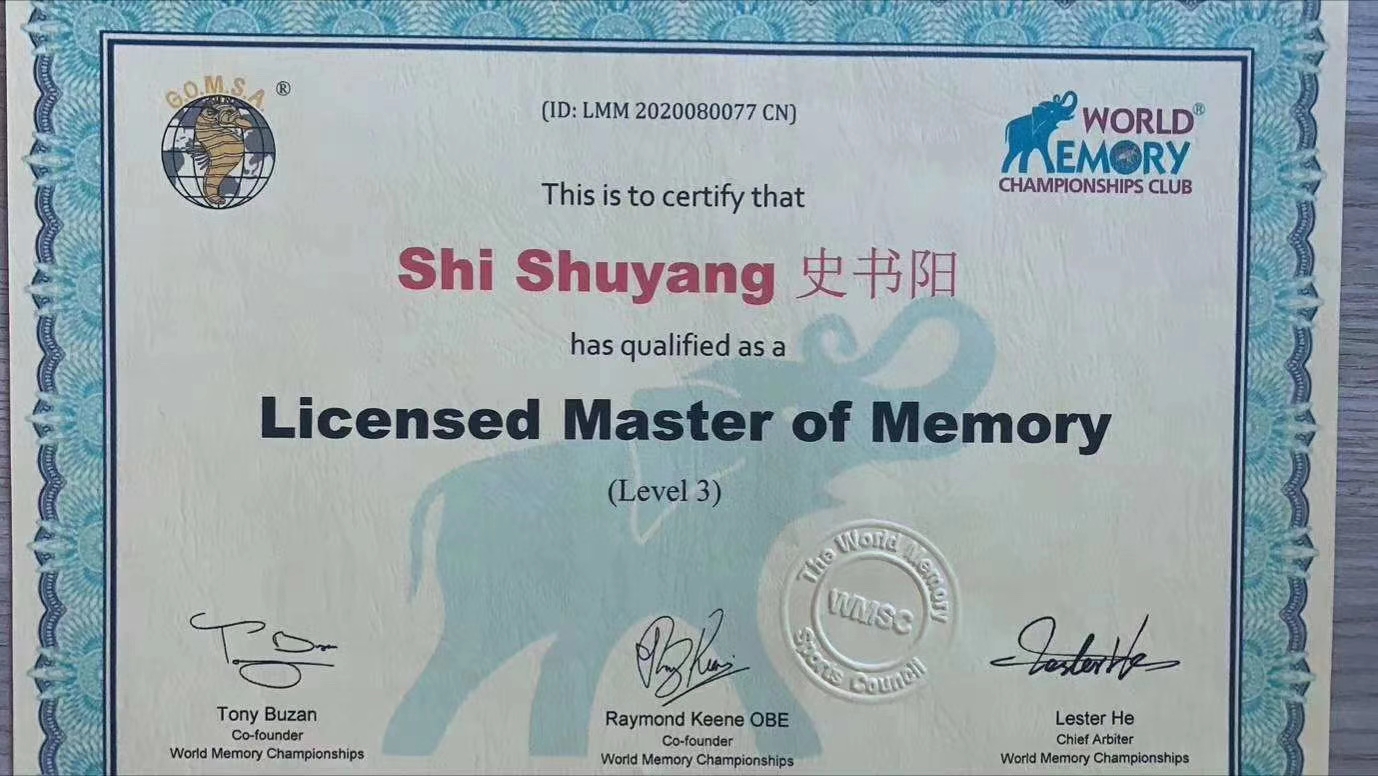 G.O.M.S.A. ®
(ID: LMM 2020080077 CN)
WORLD®
MEMORY
CHAMPIONSHIPS CLUB
This is to certify that
Shi Shuyang 史书阳
has qualified as a
Licensed Master of Memory
(Level 3)
The World Memory
WMSC
Sports Council
Tony Buzan
Co-founder
World Memory Championships
Raymond Keene OBE
Co-founder
World Memory Championships
Lester He
Lester He
Chief Arbiter
World Memory Championships